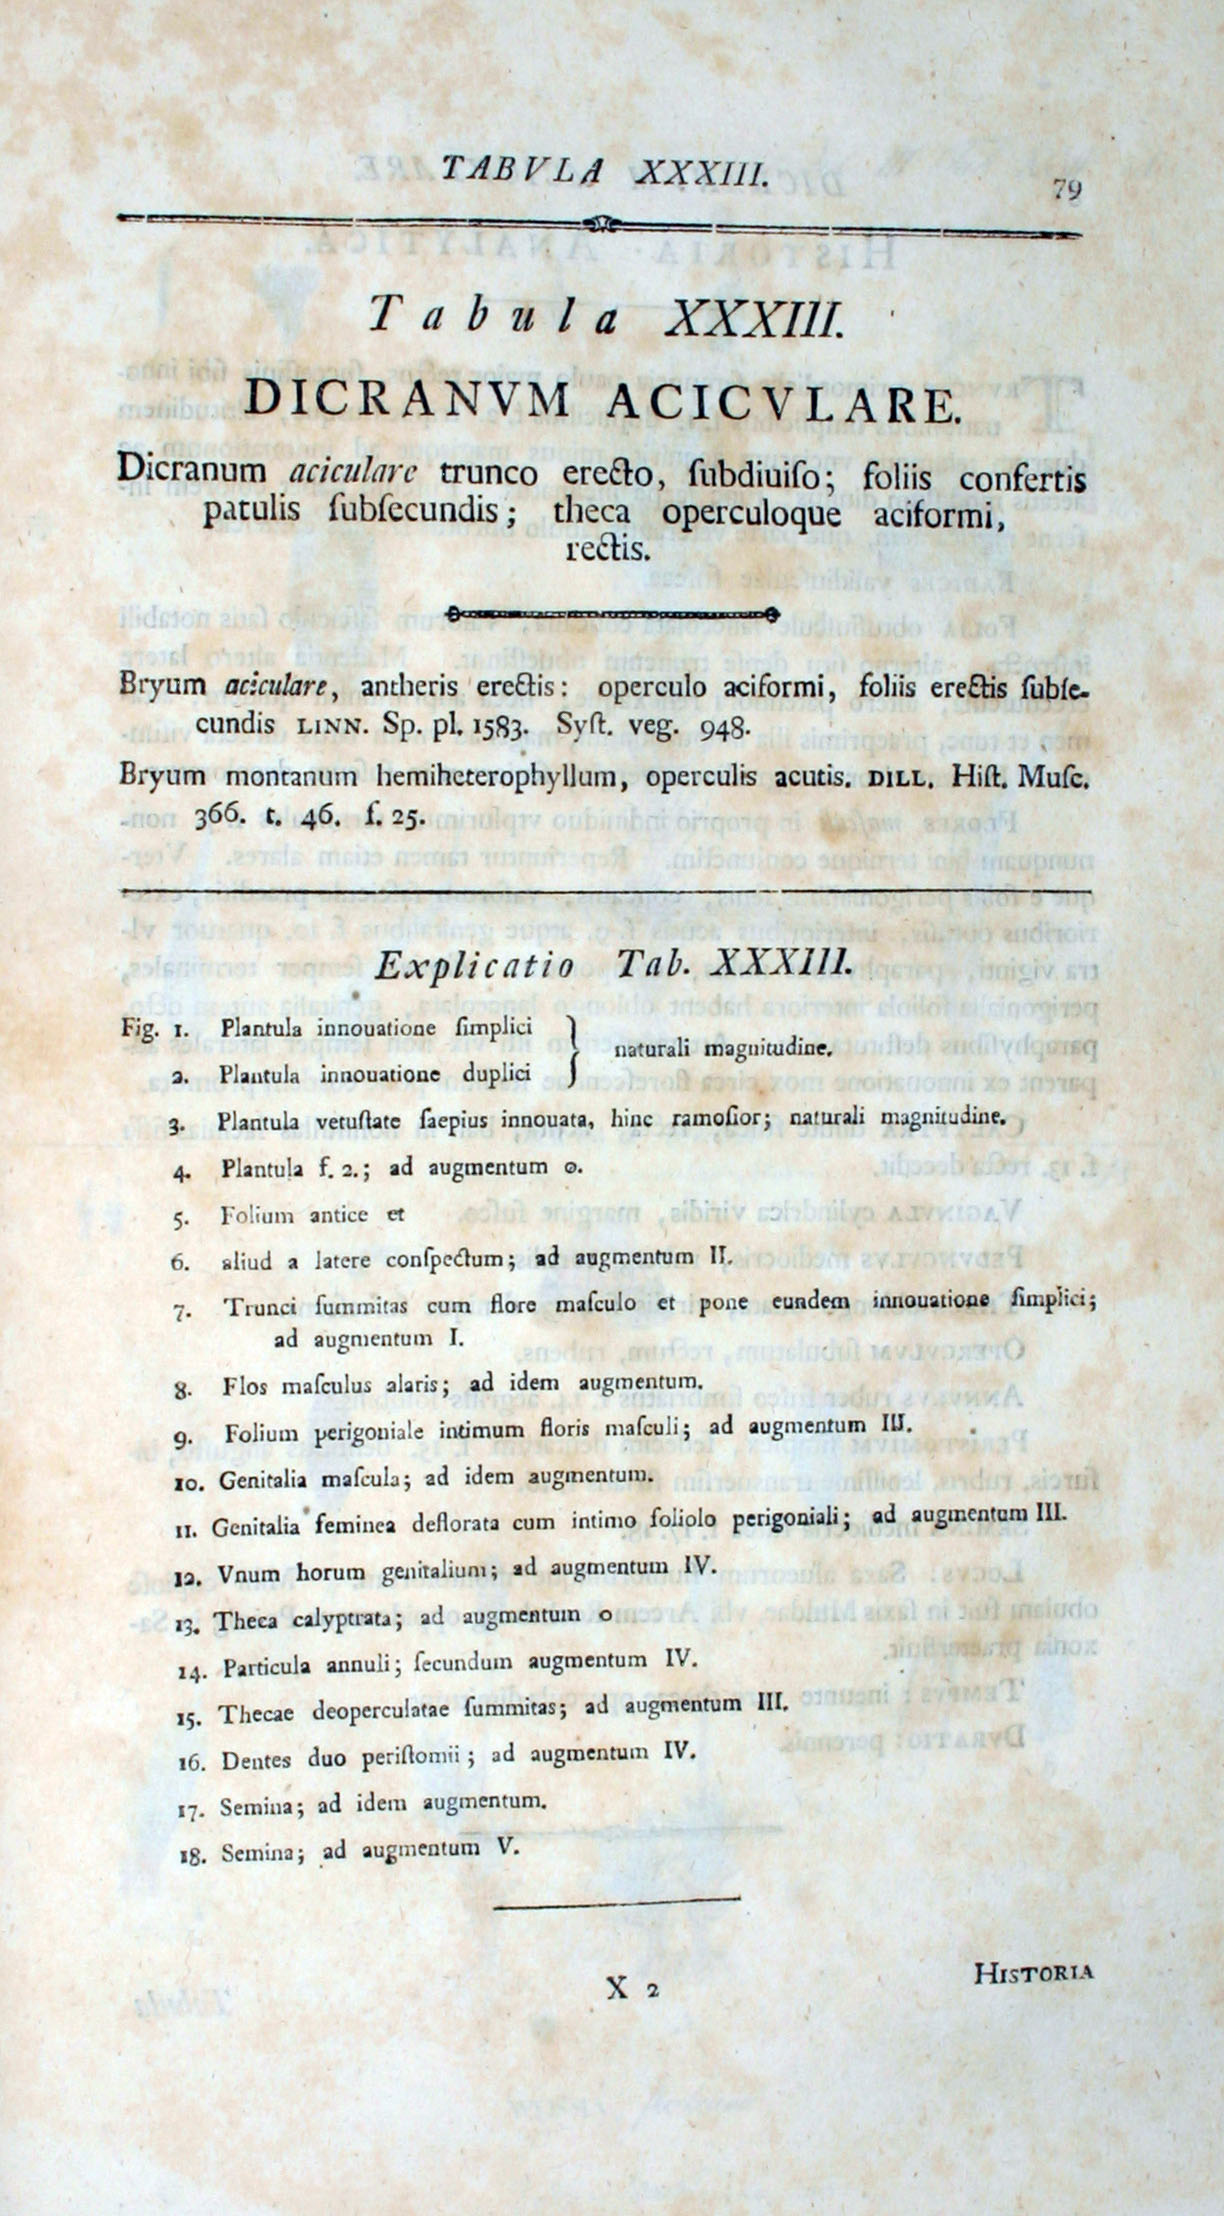 TABVLA XXXIII.
79
Tabula XXXIII.
DICRANVM ACICVLARE.
Dicranum aciculare trunco erecto, ſubdiuiſo; foliis confertis
patulis ſubſecundis; theca operculoque aciformi,
rectis.
Bryum aciculare, antheris erectis: operculo aciformi, foliis erectis ſubſe-
cundis LINN. Sp. pl. 1583. Syſt. veg. 948.
Bryum montanum hemiheterophyllum, operculis acutis. DILL. Hiſt. Muſc.
366. t. 46. f. 25.
Explicatio Tab. XXXIII.
Fig. 1. Plantula innouatione ſimplici
naturali magnitudine.
2. Plantula innouatione duplici
3. Plantula vetuſtate ſaepius innouata, hinc ramoſior; naturali magnitudine.
4. Plantula f. 2.; ad augmentum 0.
5. Folium antice et
6. aliud a latere conſpectum; ad augmentum II.
7. Trunci ſummitas cum flore maſculo et pone eundem innouatione ſimplici;
ad augmentum I.
8. Flos maſculus alaris; ad idem augmentum.
9. Folium perigoniale intimum floris maſculi; ad augmentum III.
10. Genitalia maſcula; ad idem augmentum.
11. Genitalia feminea deflorata cum intimo foliolo perigoniali; ad augmentum III.
12. Vnum horum genitalium; ad augmentum IV.
13. Theca calyptrata; ad augmentum 0
14. Particula annuli; ſecundum augmentum IV.
15. Thecae deoperculatae ſummitas; ad augmentum III.
16. Dentes duo periſtomii; ad augmentum IV.
17. Semina; ad idem augmentum.
18. Semina; ad augmentum V.
X 2
HISTORIA